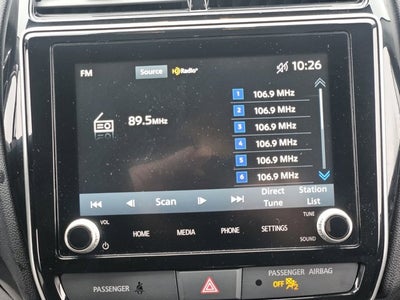 FM Source HD Radio 10:26
1 106.9 MHz
2 106.9 MHz
89.5 MHz
3 106.9 MHz
4 106.9 MHz
5 106.9 MHz
6 106.9 MHz
Scan
Direct Tune
Station List
VOL
HOME MEDIA PHONE SETTINGS
TUNE
SOUND
PASSENGER
PASSENGER AIRBAG
OFF